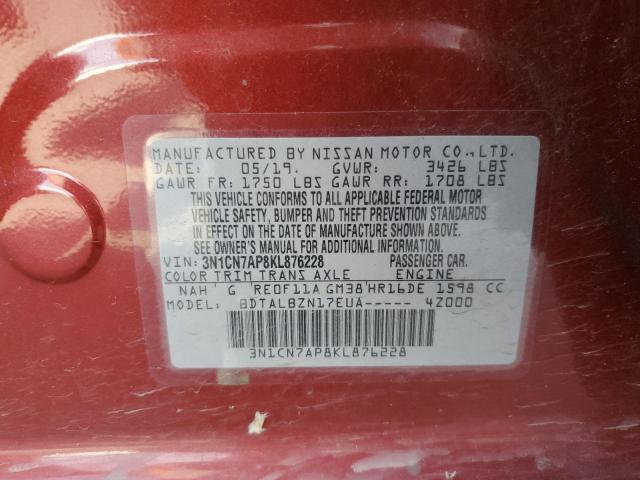 MANUFACTURED BY NISSAN MOTOR CO.,LTD.
DATE: 05/19. GVWR: 3426 LBS
GAWR FR: 1750 LBS GAWR RR: 1708 LBS
THIS VEHICLE CONFORMS TO ALL APPLICABLE FEDERAL MOTOR
VEHICLE SAFETY, BUMPER AND THEFT PREVENTION STANDARDS
IN EFFECT ON THE DATE OF MANUFACTURE SHOWN ABOVE.
SEE OWNER'S MANUAL FOR ADDITIONAL INFORMATION.
VIN: 3N1CN7AP8KL876228 PASSENGER CAR.
COLOR TRIM TRANS AXLE ENGINE
NAH ' G RE0F11A GM38'HR16DE 1598 CC
MODEL: BDTALBZN17EUA----- 4Z000
3N1CN7AP8KL876228